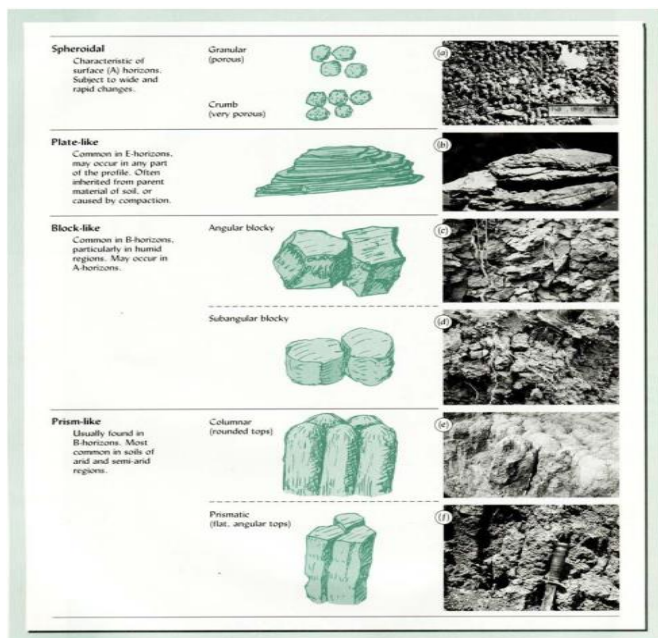 Spheroidal
Characteristic of
surface (A) horizons.
Subject to wide and
rapid changes.
Granular
(porous)
Crumb
(very porous)
(a)
Plate-like
Common in E-horizons,
may occur in any part
of the profile. Often
inherited from parent
material of soil, or
caused by compaction.
(b)
Block-like
Common in B-horizons,
particularly in humid
regions. May occur in
A-horizons.
Angular blocky
(c)
Subangular blocky
(d)
Prism-like
Usually found in
B-horizons. Most
common in soils of
arid and semi-arid
regions.
Columnar
(rounded tops)
(e)
Prismatic
(flat, angular tops)
(f)